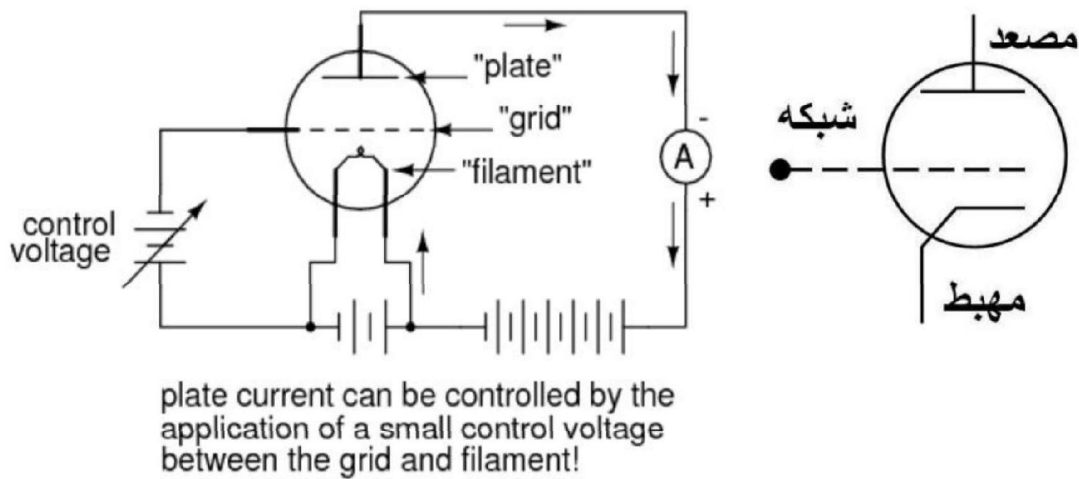 "plate"
"grid"
"filament"
control
voltage
A
-
+
plate current can be controlled by the
application of a small control voltage
between the grid and filament!
مصعد
شبكه
مهبط